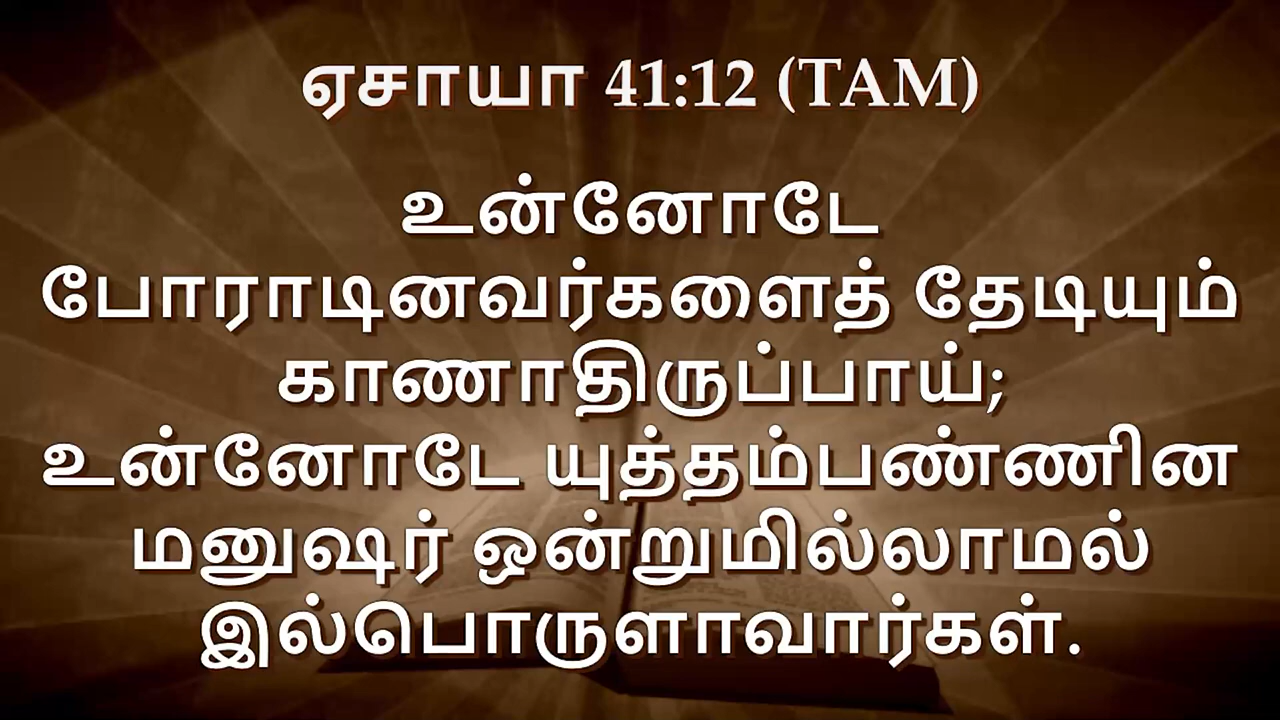 ஏசாயா 41:12 (TAM)
உன்னோடே
போராடினவர்களைத் தேடியும்
காணாதிருப்பாய்;
உன்னோடே யுத்தம்பண்ணின
மனுஷர் ஒன்றுமில்லாமல்
இல்பொருளாவார்கள்.